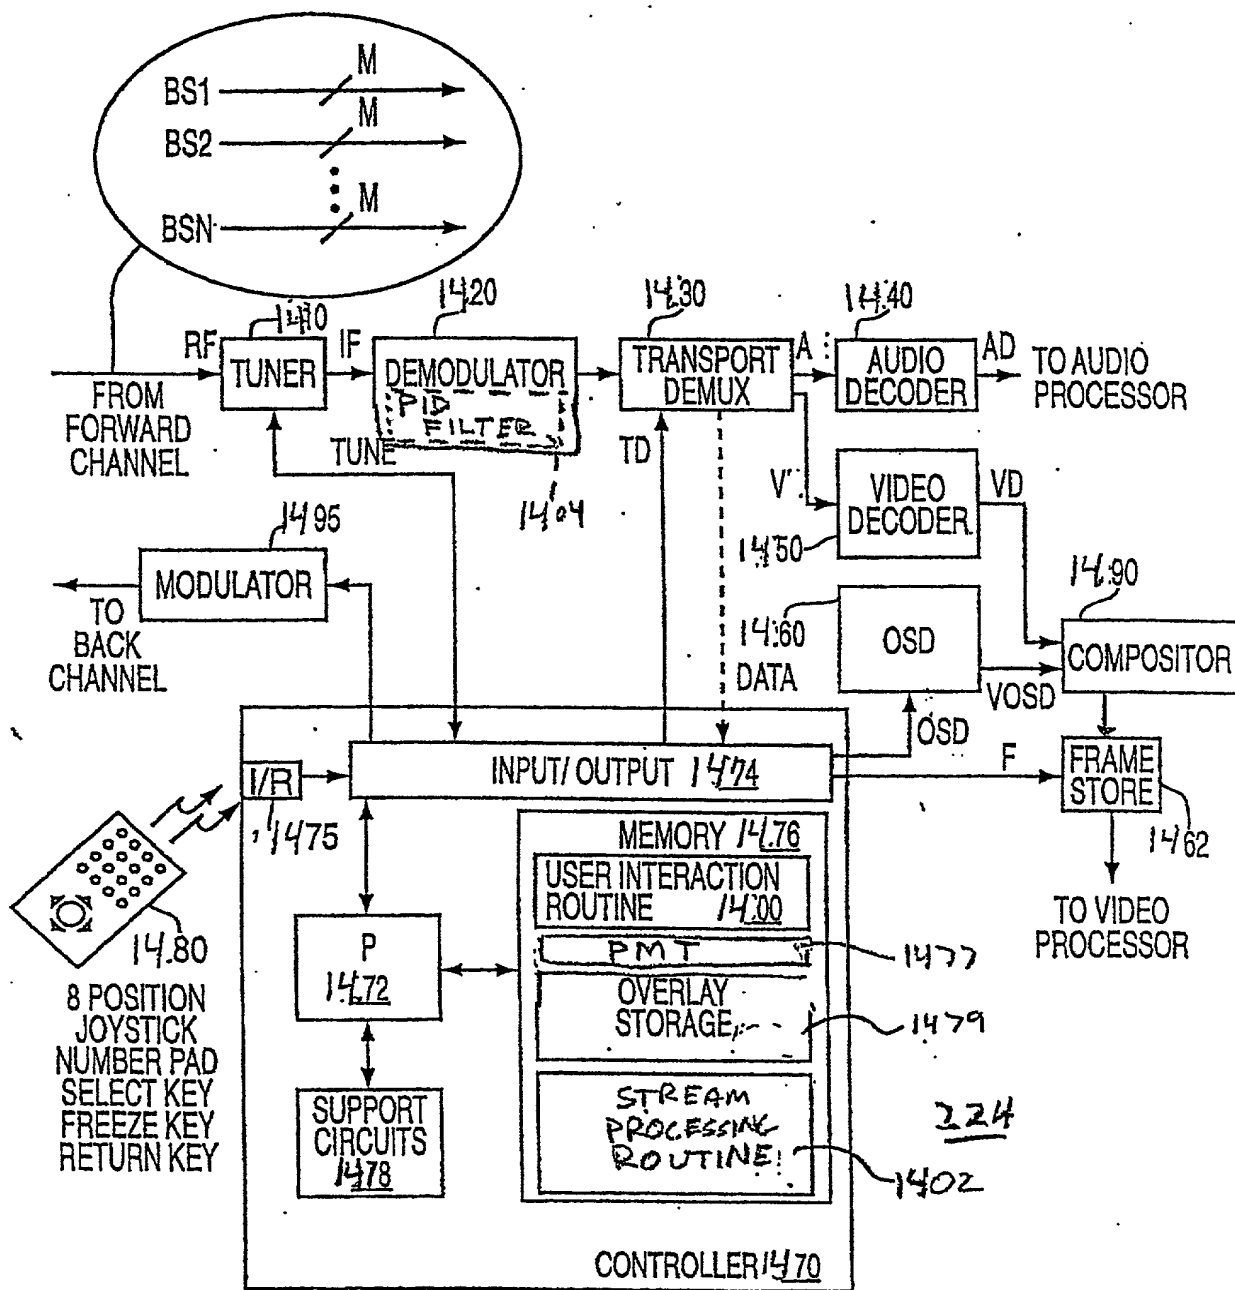 BS1 M
BS2 M
BSN M
RF
1410
TUNER
IF
1420
DEMODULATOR
PID
FILTER
1404
1430
TRANSPORT
DEMUX
A
1440
AUDIO
DECODER
AD
TO AUDIO
PROCESSOR
FROM
FORWARD
CHANNEL
TUNE
TD
V
VIDEO
DECODER
1450
VD
1495
MODULATOR
TO
BACK
CHANNEL
DATA
1460
OSD
VOSD
1490
COMPOSITOR
OSD
F
FRAME
STORE
1462
TO VIDEO
PROCESSOR
I/R
1475
INPUT/ OUTPUT 1474
1480
8 POSITION
JOYSTICK
NUMBER PAD
SELECT KEY
FREEZE KEY
RETURN KEY
P
1472
SUPPORT
CIRCUITS
1478
MEMORY 1476
USER INTERACTION
ROUTINE 1400
PMT
1477
OVERLAY
STORAGE
1479
STREAM
PROCESSING
ROUTINE
1402
224
CONTROLLER 1470